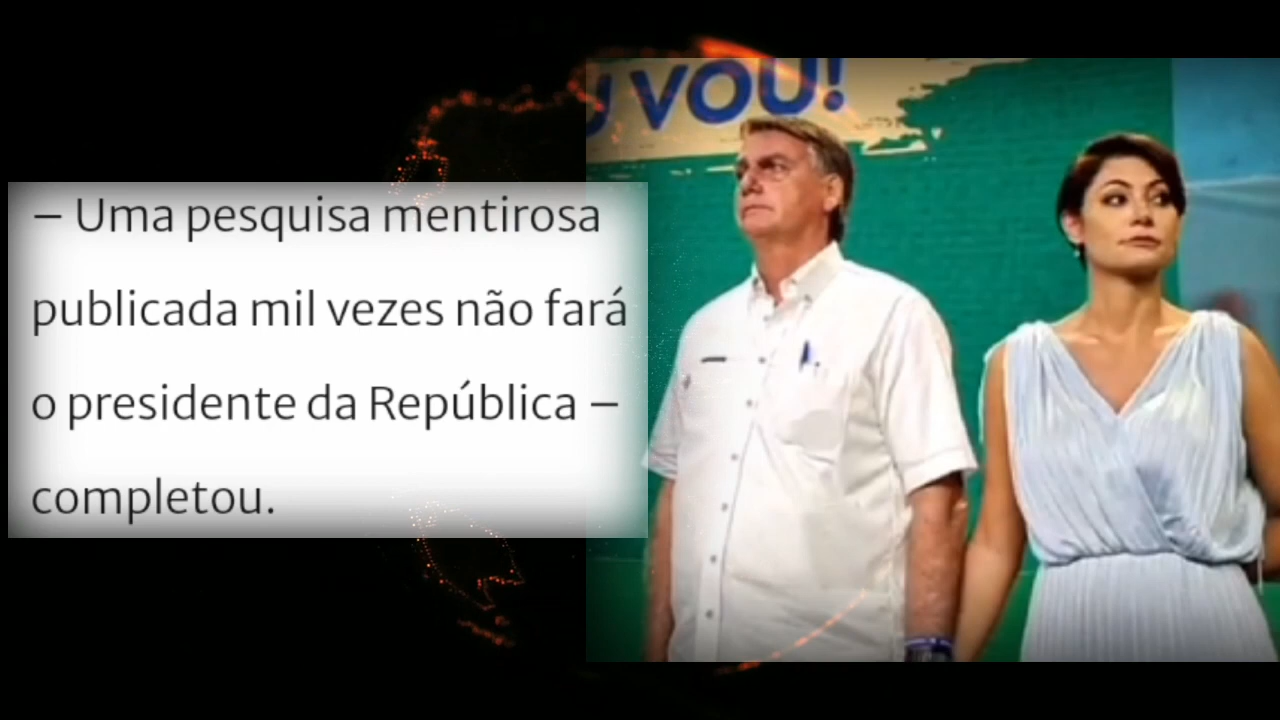 U VOU!
– Uma pesquisa mentirosa
publicada mil vezes não fará
o presidente da República –
completou.